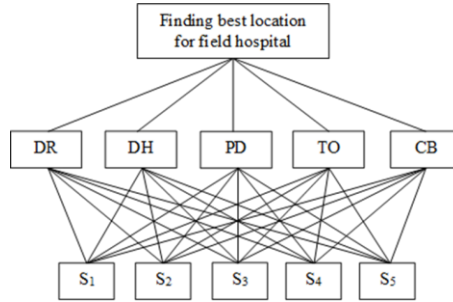 Finding best location
for field hospital
DR DH PD TO CB
S1 S2 S3 S4 S5